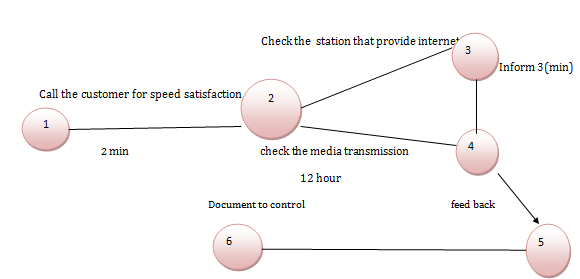 Check the station that provide internet
3
Inform 3(min)
Call the customer for speed satisfaction
2
1
2 min
check the media transmission
4
12 hour
Document to control
feed back
6
5